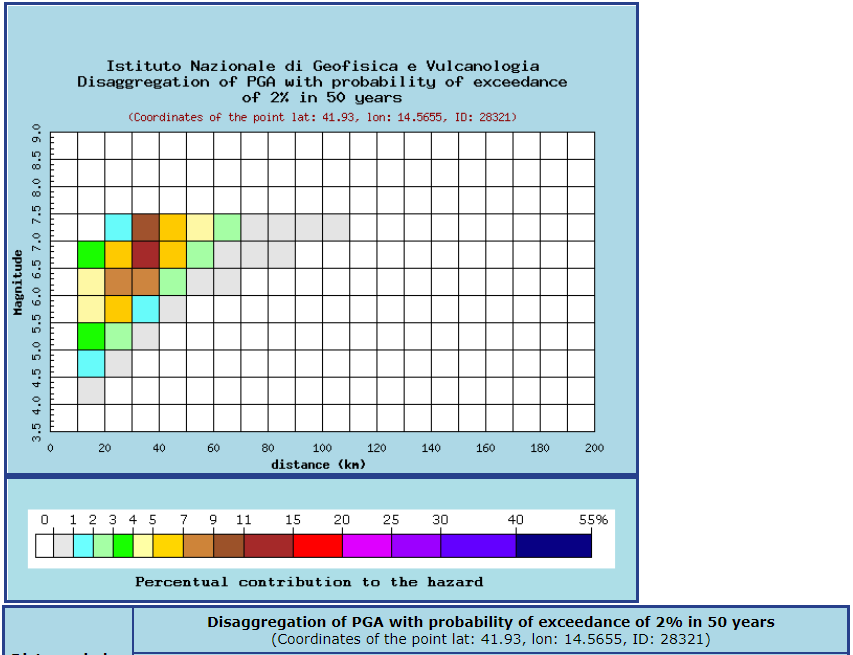 Istituto Nazionale di Geofisica e Vulcanologia
Disaggregation of PGA with probability of exceedance
of 2% in 50 years
(Coordinates of the point lat: 41.93, lon: 14.5655, ID: 28321)
9.0
8.5
8.0
7.5
7.0
6.5
6.0
5.5
5.0
4.5
4.0
3.5
Magnitude
0 20 40 60 80 100 120 140 160 180 200
distance (km)
0 1 2 3 4 5 7 9 11 15 20 25 30 40 55%
Percentual contribution to the hazard
Disaggregation of PGA with probability of exceedance of 2% in 50 years
(Coordinates of the point lat: 41.93, lon: 14.5655, ID: 28321)